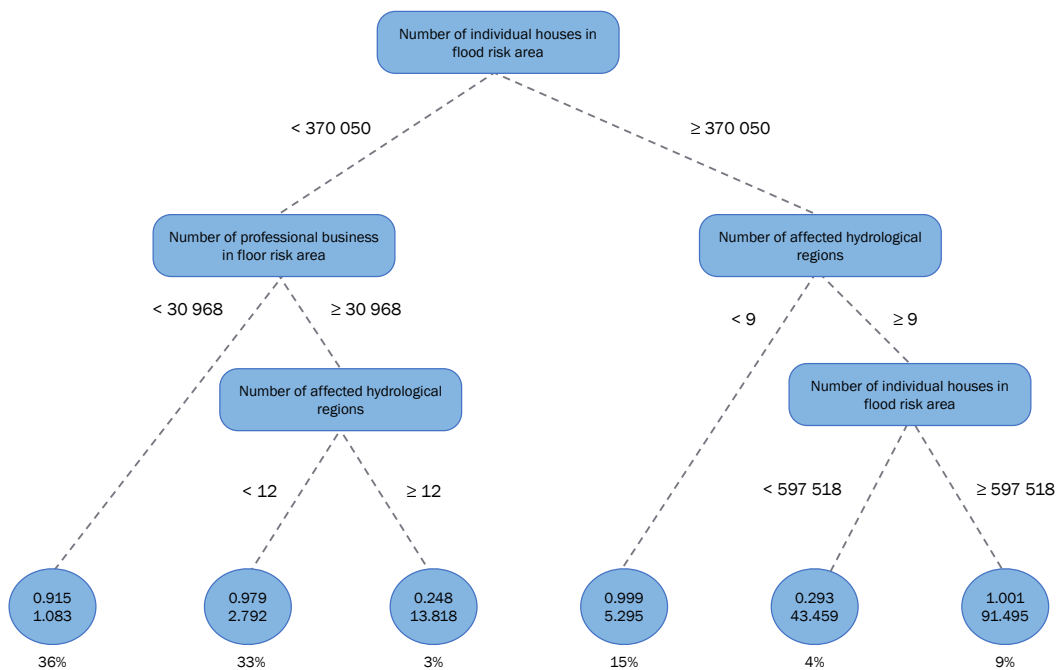 Number of individual houses in
flood risk area
< 370 050
≥ 370 050
Number of professional business
in floor risk area
Number of affected hydrological
regions
< 30 968
≥ 30 968
< 9
≥ 9
Number of affected hydrological
regions
Number of individual houses in
flood risk area
< 12
≥ 12
< 597 518
≥ 597 518
0.915
1.083
0.979
2.792
0.248
13.818
0.999
5.295
0.293
43.459
1.001
91.495
36%
33%
3%
15%
4%
9%